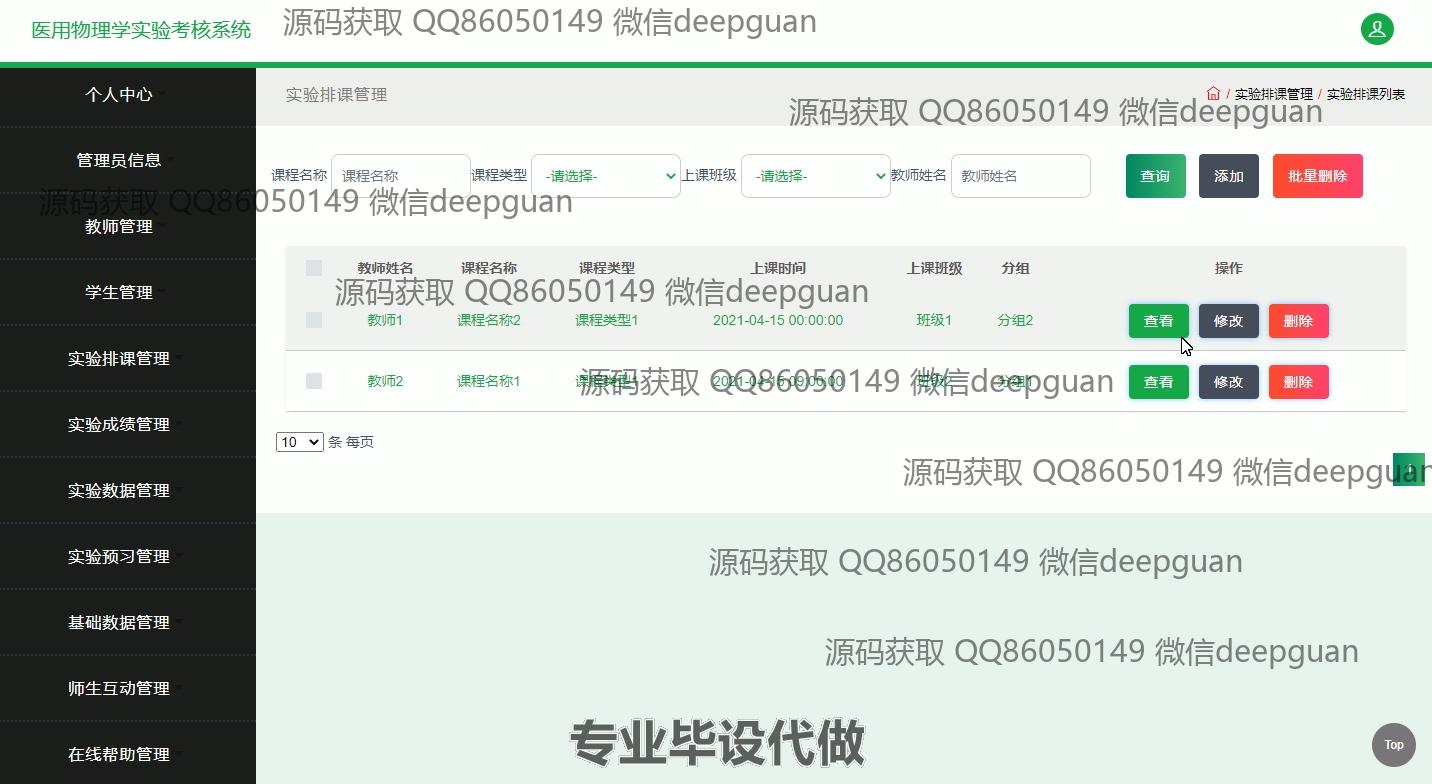 医用物理学实验考核系统
源码获取 QQ86050149 微信deepguan
个人中心
管理员信息
教师管理
学生管理
实验排课管理
实验成绩管理
实验数据管理
实验预习管理
基础数据管理
师生互动管理
在线帮助管理
实验排课管理
/ 实验排课管理 / 实验排课列表
源码获取 QQ86050149 微信deepguan
课程名称 课程名称 课程类型 -请选择- 上课班级 -请选择- 教师姓名 教师姓名 查询 添加 批量删除
源码获取 QQ86050149 微信deepguan
教师姓名 课程名称 课程类型 上课时间 上课班级 分组 操作
源码获取 QQ86050149 微信deepguan
教师1 课程名称2 课程类型1 2021-04-15 00:00:00 班级1 分组2 查看 修改 删除
教师2 课程名称1 课程类型1 2021-04-15 09:00:00 班级2 分组1 查看 修改 删除
源码获取 QQ86050149 微信deepguan
10 条 每页
源码获取 QQ86050149 微信deepguan
源码获取 QQ86050149 微信deepguan
源码获取 QQ86050149 微信deepguan
专业毕设代做
Top